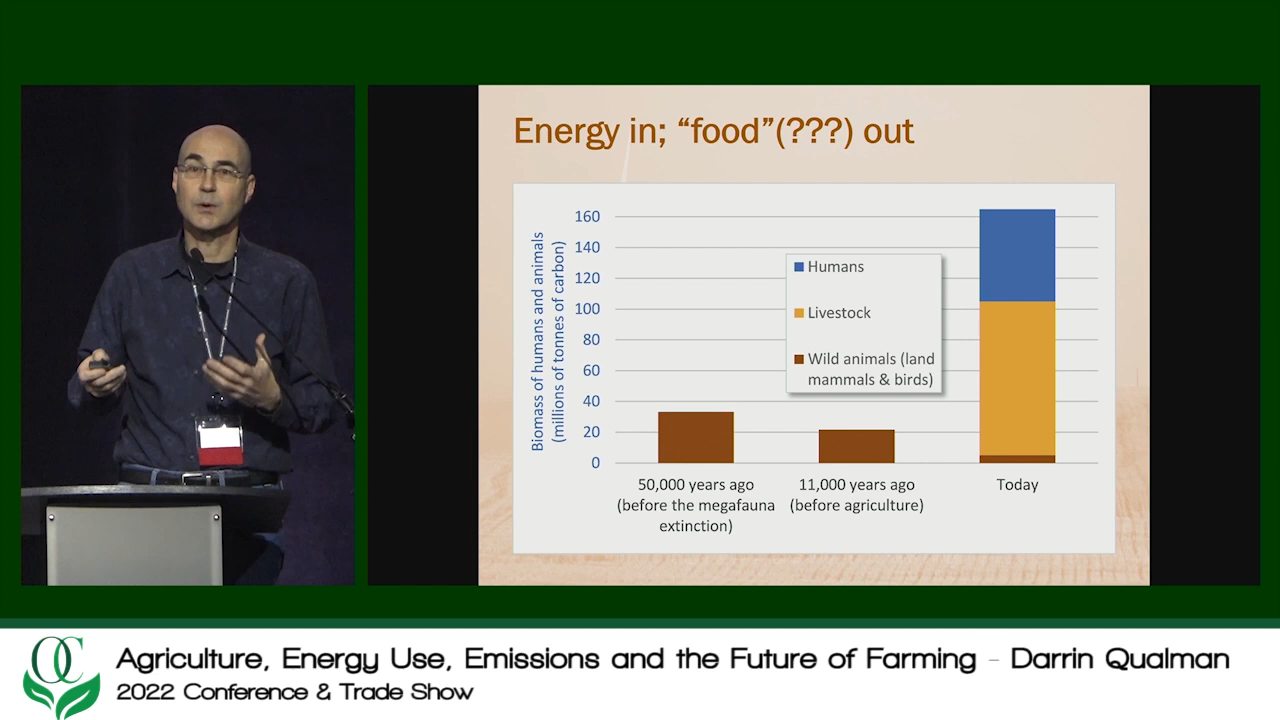 Energy in; “food”(???) out
Biomass of humans and animals
(millions of tonnes of carbon)
160
140
120
100
80
60
40
20
0
Humans
Livestock
Wild animals (land
mammals & birds)
50,000 years ago
(before the megafauna
extinction)
11,000 years ago
(before agriculture)
Today
OC
Agriculture, Energy Use, Emissions and the Future of Farming - Darrin Qualman
2022 Conference & Trade Show